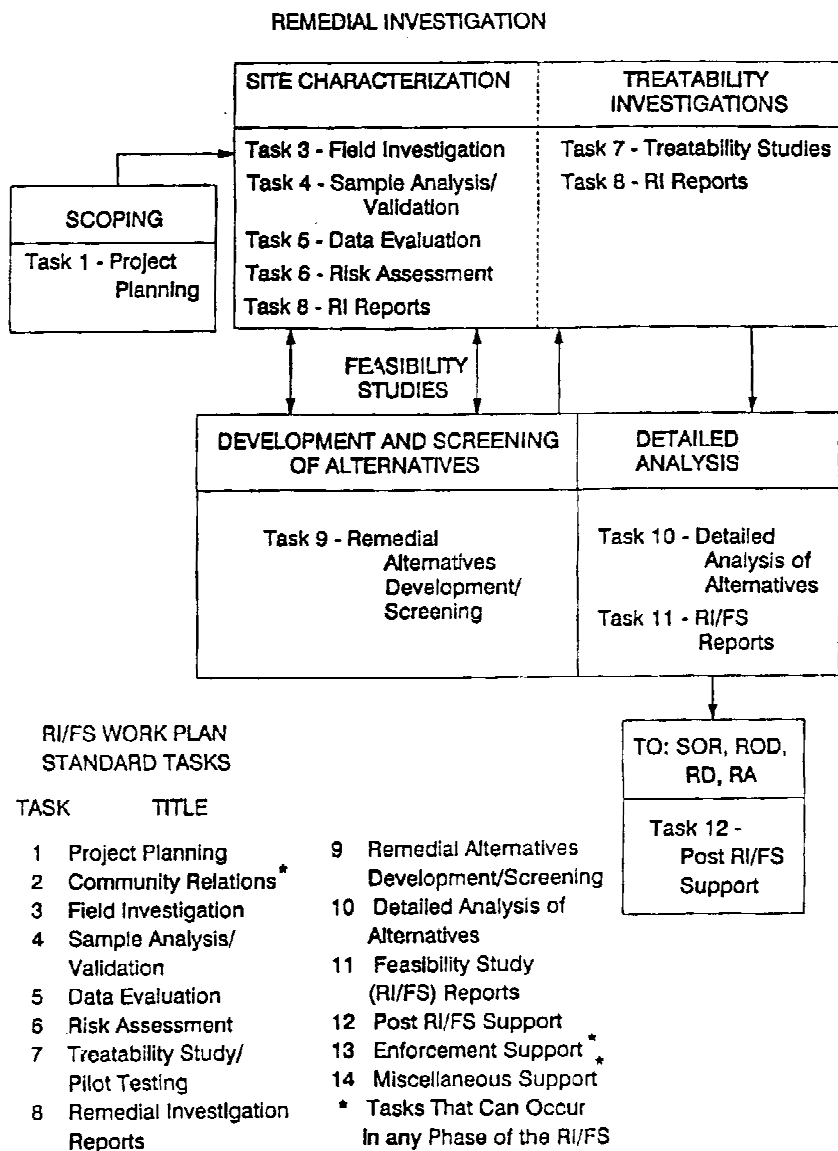 REMEDIAL INVESTIGATION
SITE CHARACTERIZATION
Task 3 - Field Investigation
Task 4 - Sample Analysis/
Validation
Task 5 - Data Evaluation
Task 6 - Risk Assessment
Task 8 - RI Reports
TREATABILITY
INVESTIGATIONS
Task 7 - Treatability Studies
Task 8 - RI Reports
SCOPING
Task 1 - Project
Planning
FEASIBILITY
STUDIES
DEVELOPMENT AND SCREENING
OF ALTERNATIVES
Task 9 - Remedial
Alternatives
Development/
Screening
DETAILED
ANALYSIS
Task 10 - Detailed
Analysis of
Alternatives
Task 11 - RI/FS
Reports
TO: SOR, ROD,
RD, RA
Task 12 -
Post RI/FS
Support
RI/FS WORK PLAN
STANDARD TASKS
TASK TITLE
1 Project Planning
2 Community Relations*
3 Field Investigation
4 Sample Analysis/
Validation
5 Data Evaluation
6 Risk Assessment
7 Treatability Study/
Pilot Testing
8 Remedial Investigation
Reports
9 Remedial Alternatives
Development/Screening
10 Detailed Analysis of
Alternatives
11 Feasibility Study
(RI/FS) Reports
12 Post RI/FS Support
13 Enforcement Support*
14 Miscellaneous Support*
* Tasks That Can Occur
In any Phase of the RI/FS